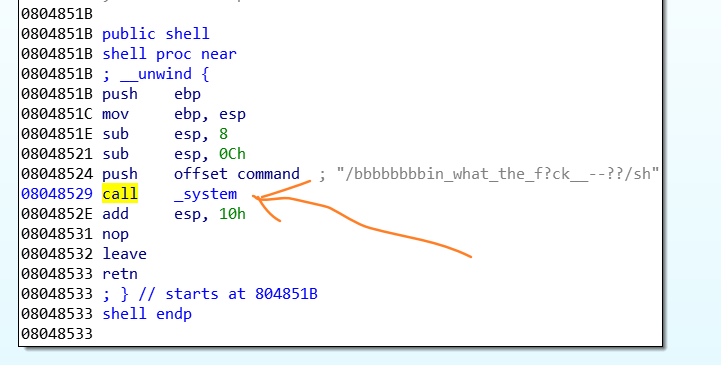 0804851B
0804851B public shell
0804851B shell proc near
0804851B ; __unwind {
0804851B push ebp
0804851C mov ebp, esp
0804851E sub esp, 8
08048521 sub esp, 0Ch
08048524 push offset command ; "/bbbbbbbbin_what_the_f?ck__--??/sh"
08048529 call _system
0804852E add esp, 10h
08048531 nop
08048532 leave
08048533 retn
08048533 ; } // starts at 804851B
08048533 shell endp
08048533